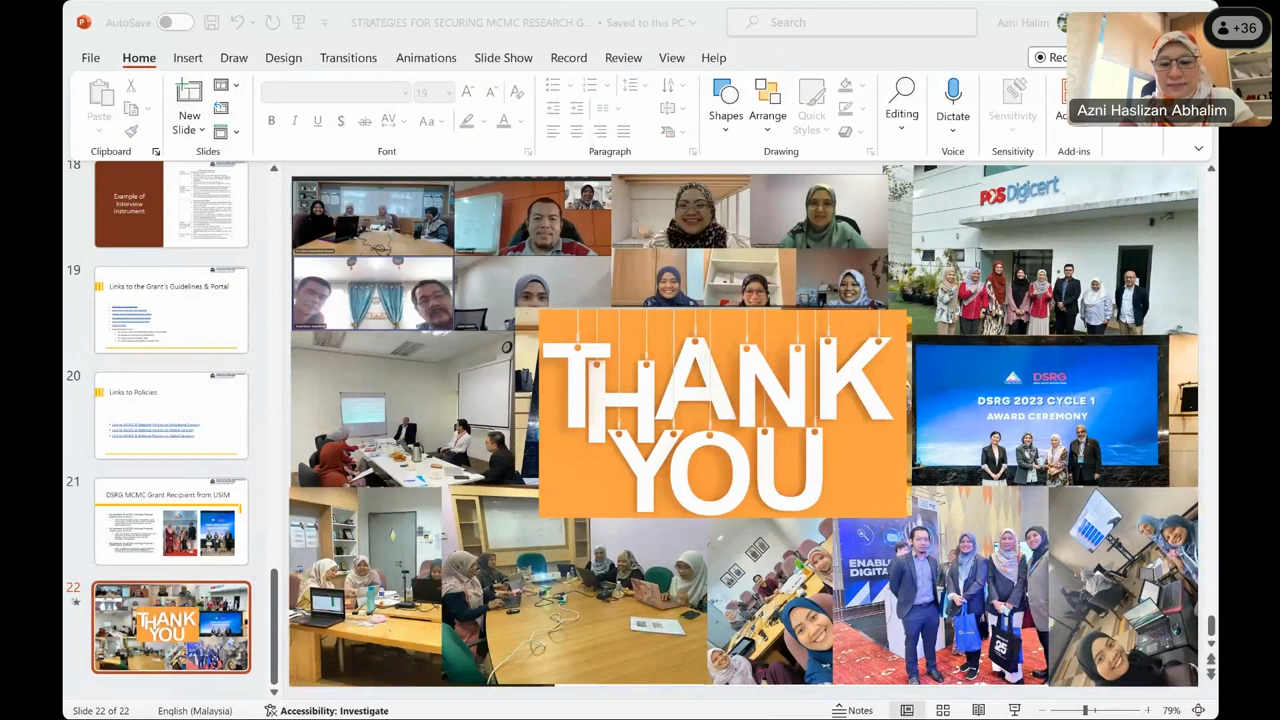 AutoSave
STRATEGIES FOR SECURING MCMC RESEARCH G... • Saved to this PC
Search
Azni Halim
+36
File
Home
Insert
Draw
Design
Transitions
Animations
Slide Show
Record
Review
View
Help
Rec
Azni Haslizan Abhalim
Paste
New
Slide
19
Shapes
Arrange
Quick
Styles
Editing
Dictate
Sensitivity
Clipboard
Slides
Font
Paragraph
Drawing
Voice
Sensitivity
Add-ins
18
Example of
Interview
Instrument
19
Links to the Grant's Guidelines & Portal
20
Links to Policies
21
DSRG MCMC Grant Recipient from USIM
22
THANK
YOU
POS Digicert
DSRG
DSRG 2023 CYCLE 1
AWARD CEREMONY
THANK
YOU
25
Slide 22 of 22
English (Malaysia)
Accessibility: Investigate
Notes
79%